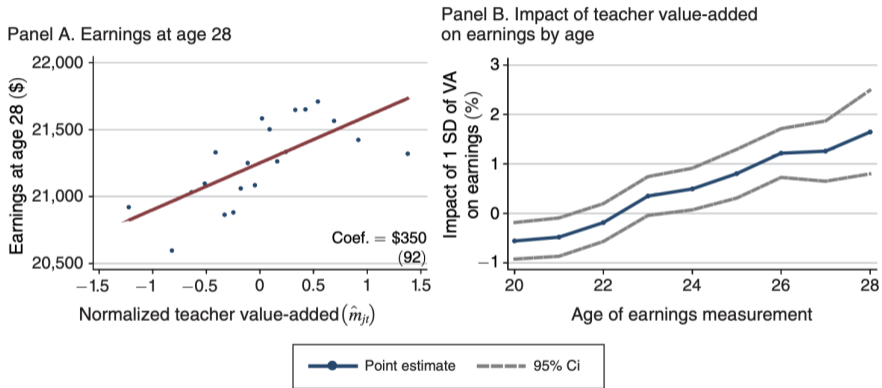 Panel A. Earnings at age 28
Earnings at age 28 ($)
22,000
21,500
21,000
20,500
Coef. = $350
(92)
−1.5 −1 −0.5 0 0.5 1 1.5
Normalized teacher value-added (m̂jt)
Panel B. Impact of teacher value-added
on earnings by age
Impact of 1 SD of VA
on earnings (%)
3
2
1
0
−1
20 22 24 26 28
Age of earnings measurement
Point estimate 95% Ci